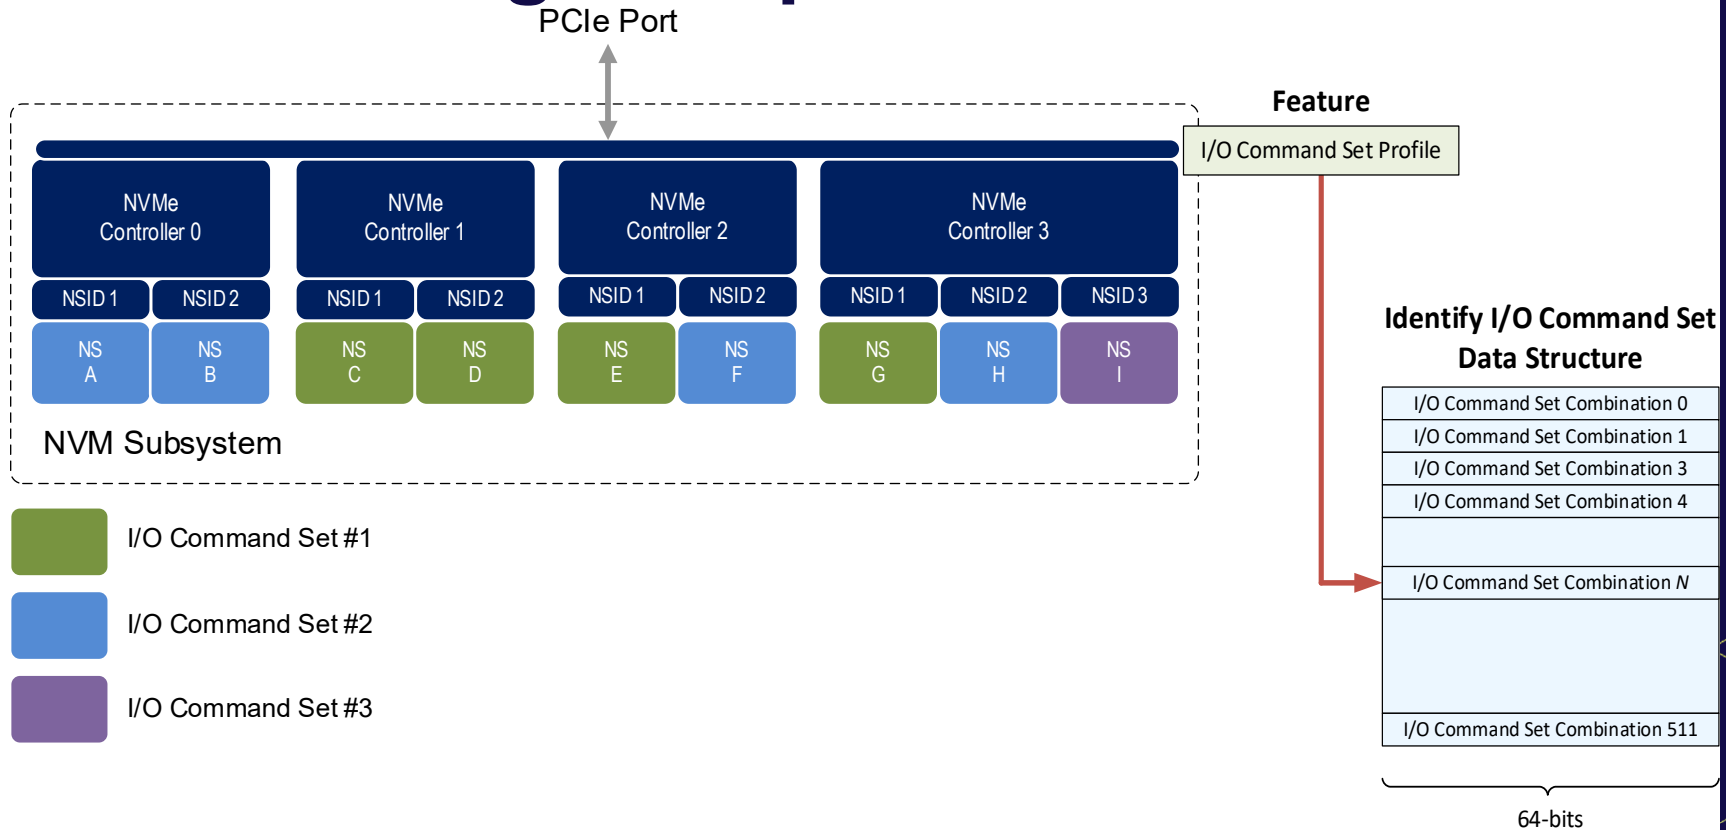 PCIe Port
Feature
I/O Command Set Profile
NVMe
Controller 0
NVMe
Controller 1
NVMe
Controller 2
NVMe
Controller 3
NSID 1
NSID 2
NSID 1
NSID 2
NSID 1
NSID 2
NSID 1
NSID 2
NSID 3
NS
A
NS
B
NS
C
NS
D
NS
E
NS
F
NS
G
NS
H
NS
I
NVM Subsystem
I/O Command Set #1
I/O Command Set #2
I/O Command Set #3
Identify I/O Command Set
Data Structure
I/O Command Set Combination 0
I/O Command Set Combination 1
I/O Command Set Combination 3
I/O Command Set Combination 4
I/O Command Set Combination N
I/O Command Set Combination 511
64-bits